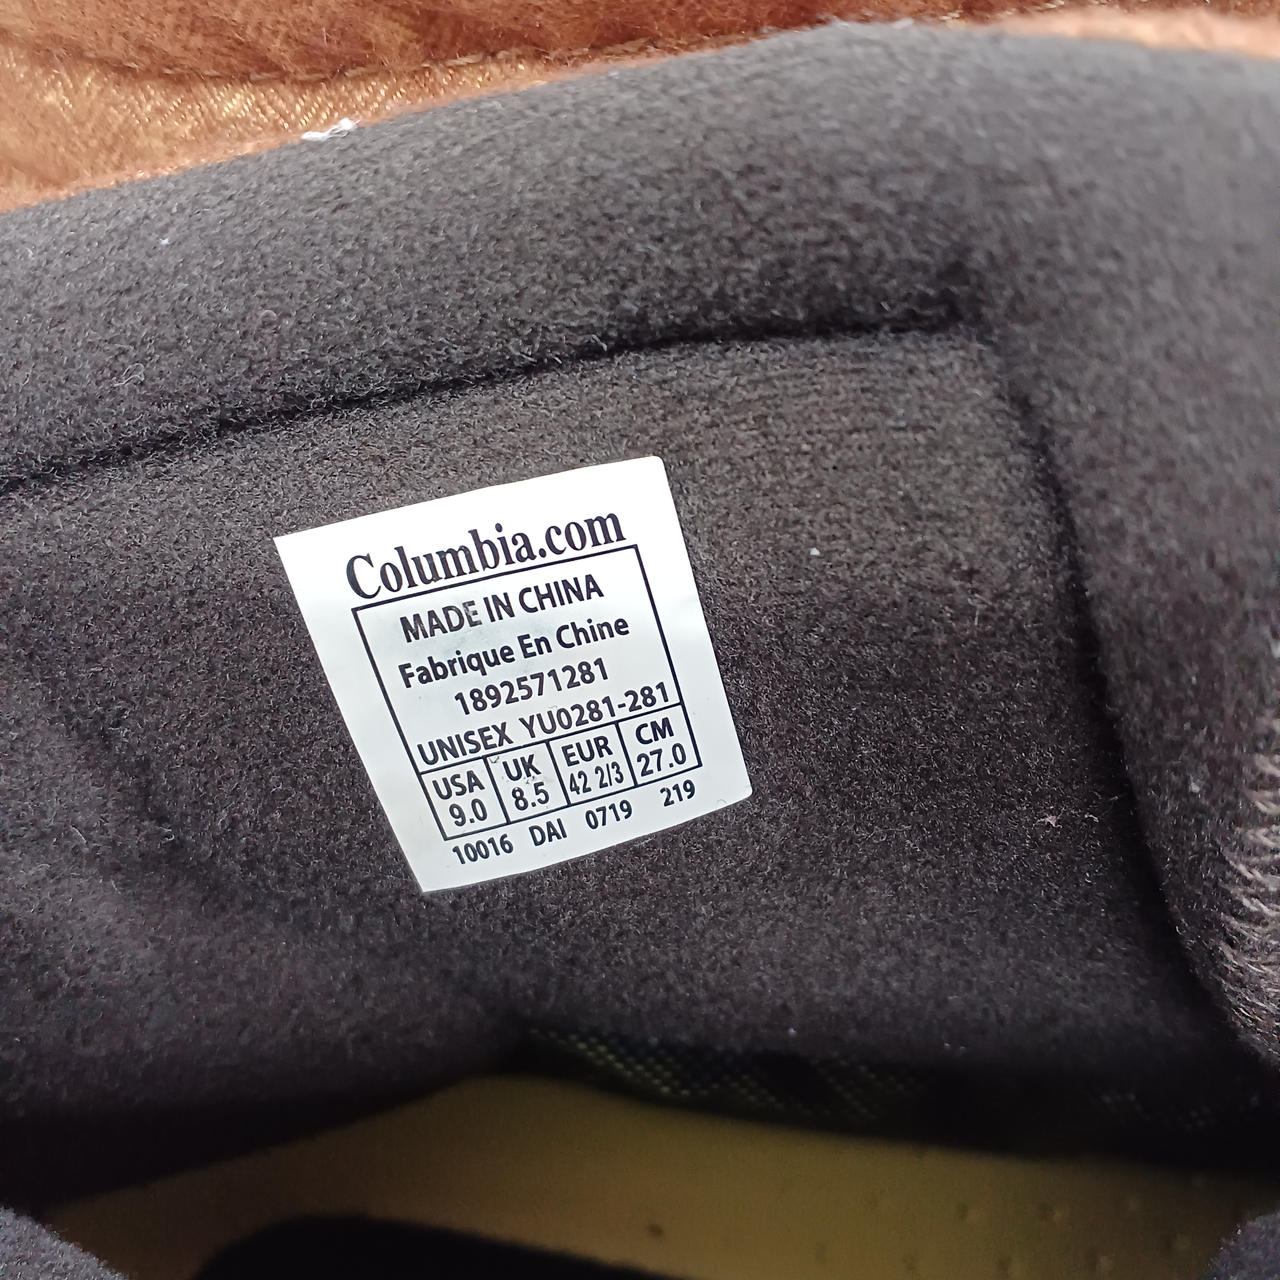 Columbia.com
MADE IN CHINA
Fabrique En Chine
1892571281
UNISEX YU0281-281
USA UK EUR CM
9.0 8.5 42 2/3 27.0
10016 DAI 0719 219